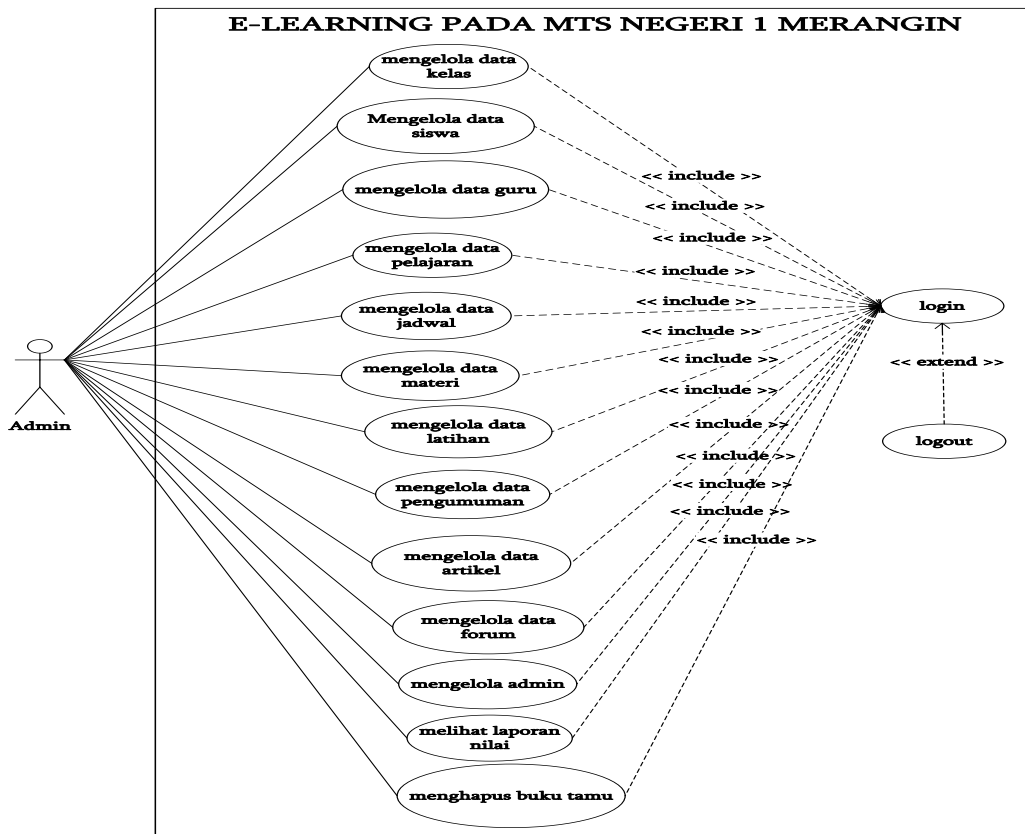 E-LEARNING PADA MTS NEGERI 1 MERANGIN
mengelola data
kelas
Mengelola data
siswa
mengelola data guru
mengelola data
pelajaran
mengelola data
jadwal
mengelola data
materi
mengelola data
latihan
mengelola data
pengumuman
mengelola data
artikel
mengelola data
forum
mengelola admin
melihat laporan
nilai
menghapus buku tamu
Admin
<< include >>
<< include >>
<< include >>
<< include >>
<< include >>
<< include >>
<< include >>
<< include >>
<< include >>
<< include >>
<< include >>
<< include >>
<< include >>
login
<< extend >>
logout